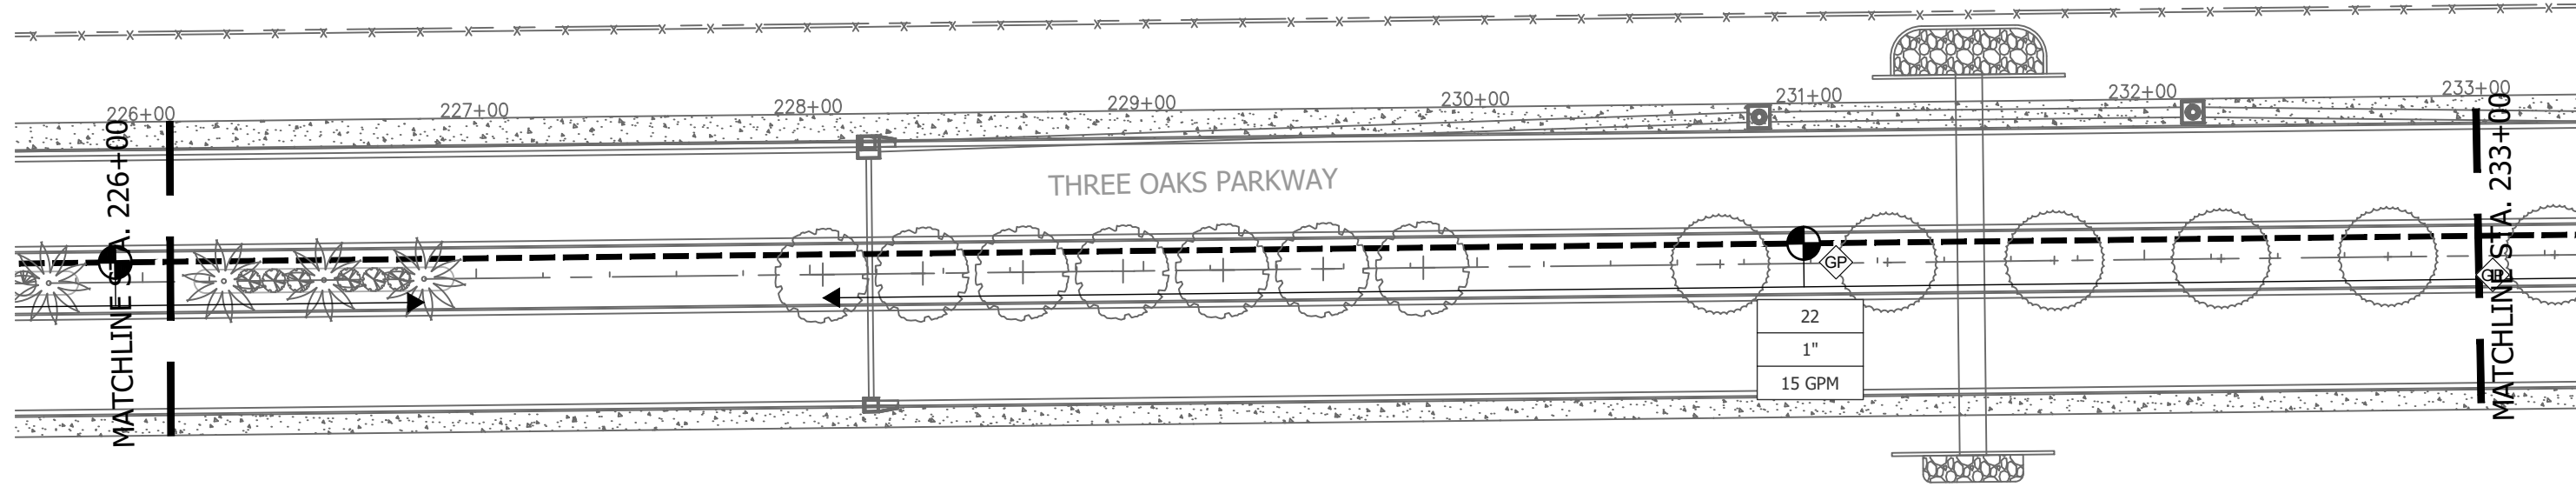 226+00
227+00
228+00
229+00
230+00
231+00
232+00
233+00
MATCHLINE STA. 226+00
THREE OAKS PARKWAY
GP
22
1"
15 GPM
MATCHLINE STA. 233+00